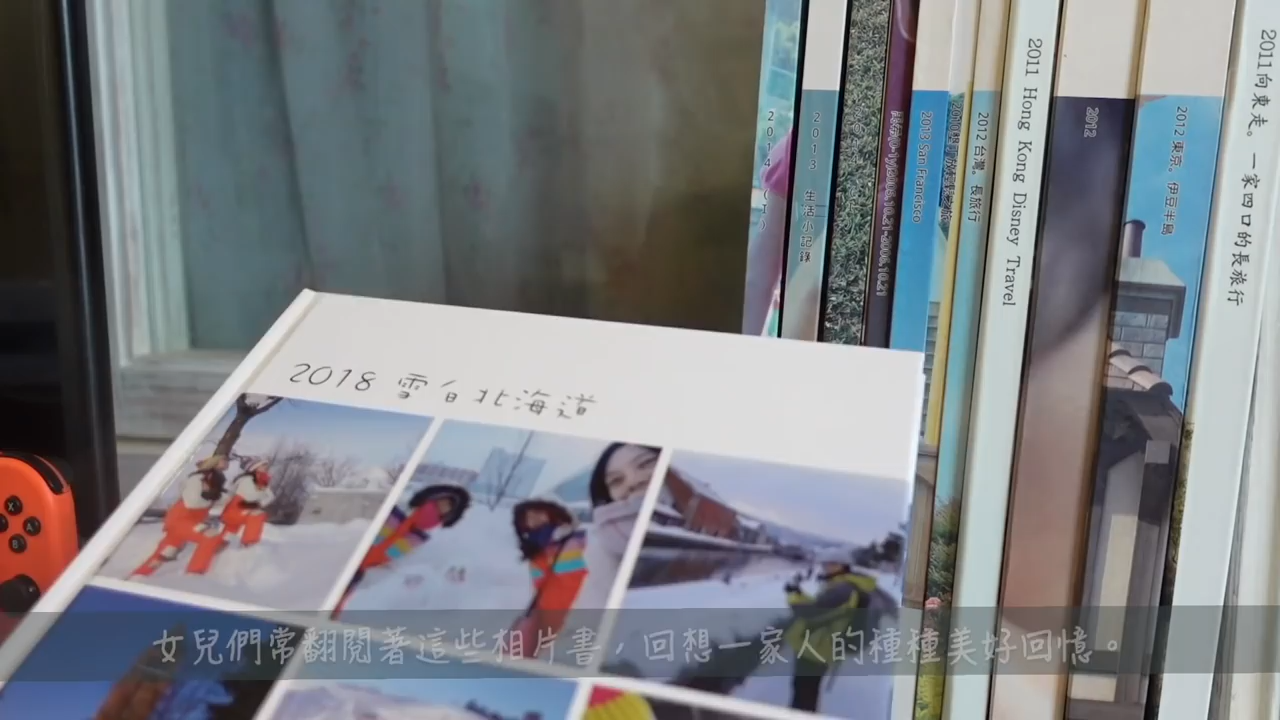 2013 生活小記錄
2013 San Francisco
2012 台灣。長旅行
2011 Hong Kong Disney Travel
2012
2012 東京。伊豆半島
2011向東走。一家四口的長旅行
2018 雪白北海道
X
A
B
女兒們常翻閱著這些相片書，回想一家人的種種美好回憶。